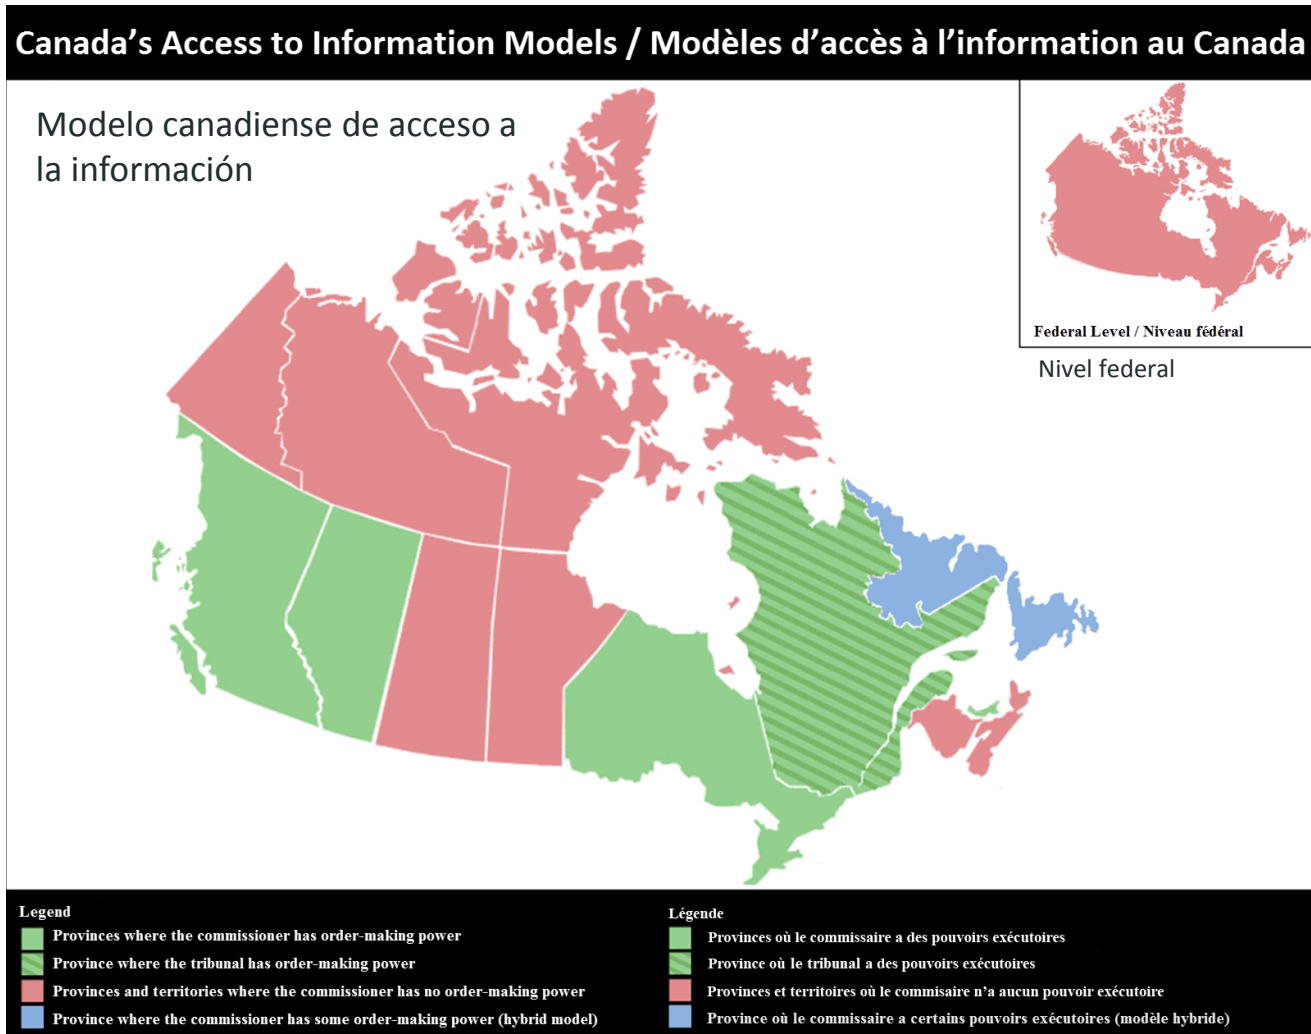 Canada’s Access to Information Models / Modèles d’accès à l’information au Canada
Modelo canadiense de acceso a
la información
Federal Level / Niveau fédéral
Nivel federal
Legend
Provinces where the commissioner has order-making power
Province where the tribunal has order-making power
Provinces and territories where the commissioner has no order-making power
Province where the commissioner has some order-making power (hybrid model)
Légende
Provinces où le commissaire a des pouvoirs exécutoires
Province où le tribunal a des pouvoirs exécutoires
Provinces et territoires où le commisaire n’a aucun pouvoir exécutoire
Province où le commissaire a certains pouvoirs exécutoires (modèle hybride)